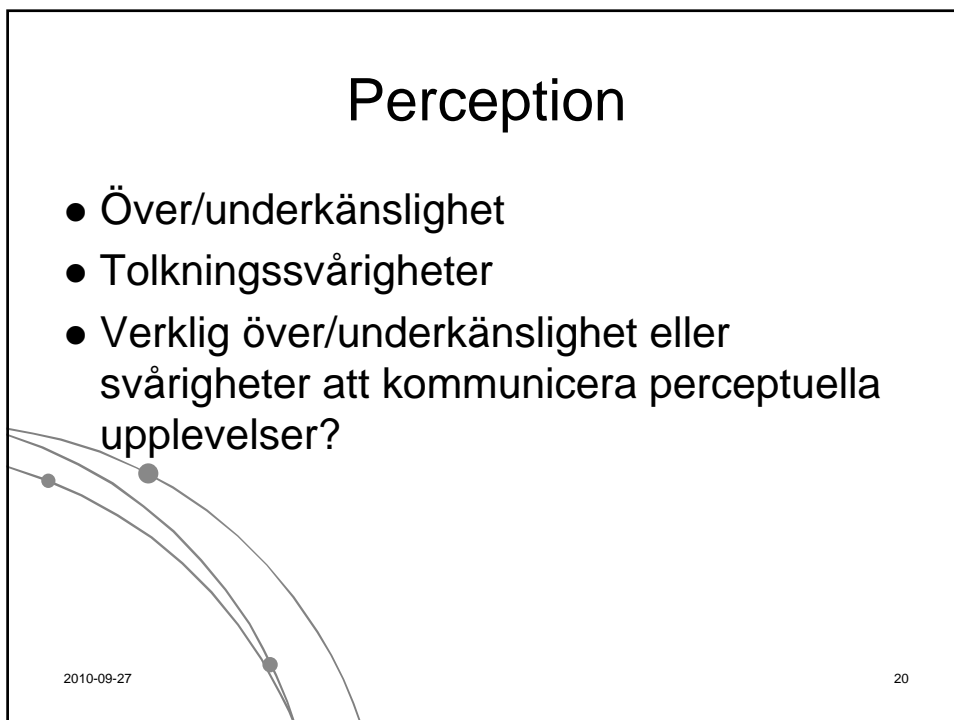 Perception
● Över/underkänslighet
● Tolkningssvårigheter
● Verklig över/underkänslighet eller
svårigheter att kommunicera perceptuella
upplevelser?
2010-09-27
20